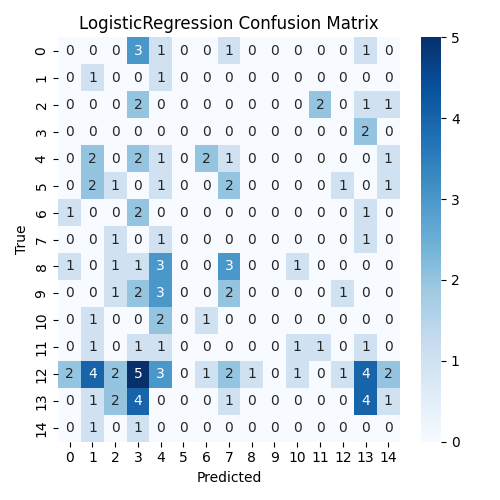 LogisticRegression Confusion Matrix
0 0 0 0 3 1 0 0 1 0 0 0 0 0 1 0
1 0 1 0 0 1 0 0 0 0 0 0 0 0 0 0
2 0 0 0 2 0 0 0 0 0 0 0 2 0 1 1
3 0 0 0 0 0 0 0 0 0 0 0 0 0 2 0
4 0 2 0 2 1 0 2 1 0 0 0 0 0 0 1
5 0 2 1 0 1 0 0 2 0 0 0 0 1 0 1
6 1 0 0 2 0 0 0 0 0 0 0 0 0 1 0
7 0 0 1 0 1 0 0 0 0 0 0 0 0 1 0
8 1 0 1 1 3 0 0 3 0 0 1 0 0 0 0
9 0 0 1 2 3 0 0 2 0 0 0 0 1 0 0
10 0 1 0 0 2 0 1 0 0 0 0 0 0 0 0
11 0 1 0 1 1 0 0 0 0 0 1 1 0 1 0
12 2 4 2 5 3 0 1 2 1 0 1 0 1 4 2
13 0 1 2 4 0 0 0 1 0 0 0 0 0 4 1
14 0 1 0 1 0 0 0 0 0 0 0 0 0 0 0
0 1 2 3 4 5 6 7 8 9 10 11 12 13 14
Predicted
True
5
4
3
2
1
0